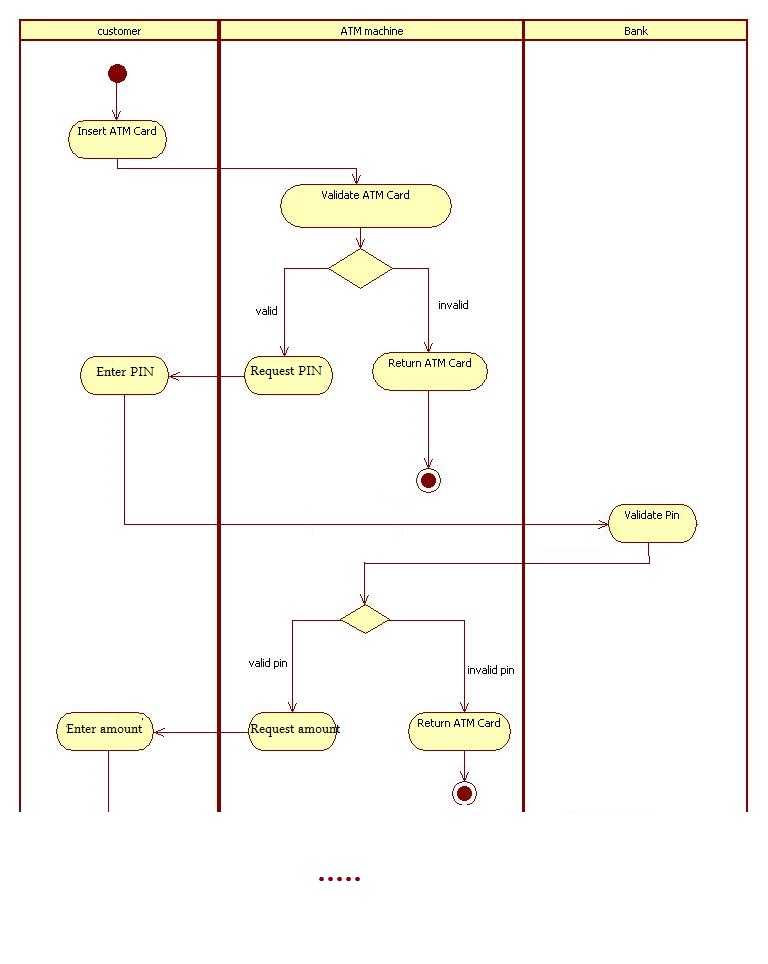 customer
ATM machine
Bank
Insert ATM Card
Validate ATM Card
valid
invalid
Enter PIN
Request PIN
Return ATM Card
Validate Pin
valid pin
invalid pin
Enter amount
Request amount
Return ATM Card
.....